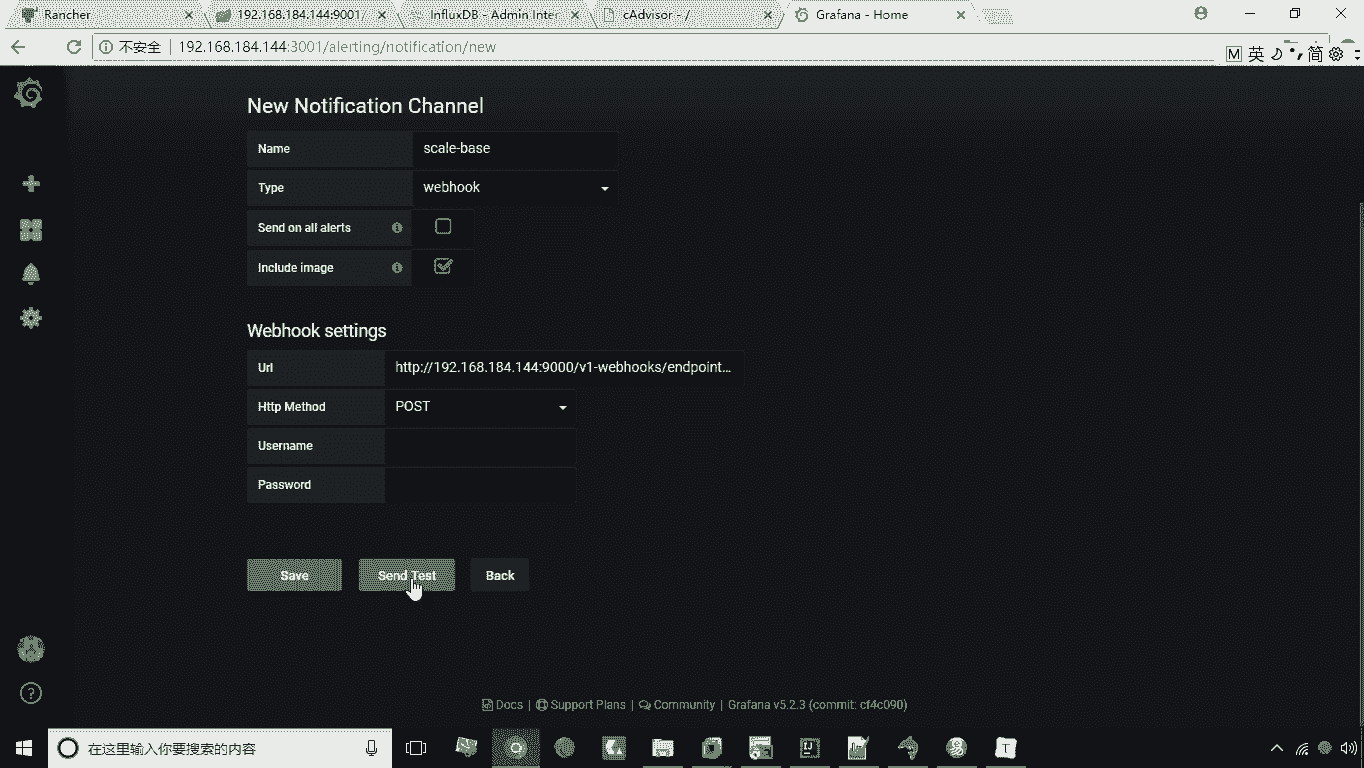 Rancher
192.168.184.144:9001
InfluxDB - Admin Inter
cAdvisor - /
Grafana - Home
不安全 192.168.184.144:3001/alerting/notification/new
M 英 简
New Notification Channel
Name scale-base
Type webhook
Send on all alerts
Include image
Webhook settings
Url http://192.168.184.144:9000/v1-webhooks/endpoint...
Http Method POST
Username
Password
Save Send Test Back
Docs | Support Plans | Community | Grafana v5.2.3 (commit: cf4c090)
在这里输入你要搜索的内容